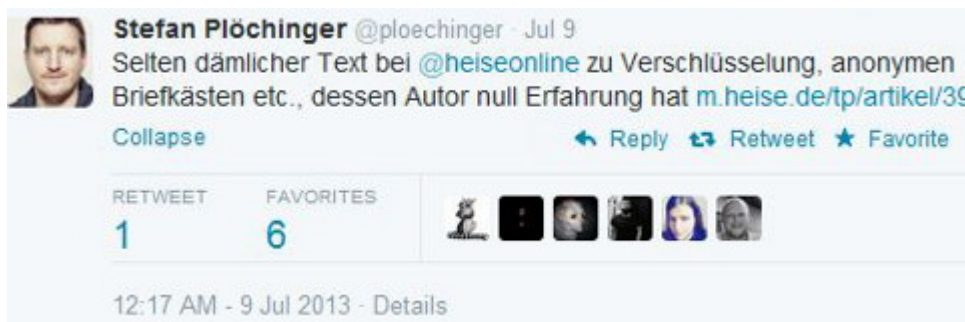 Stefan Plöchinger @ploechinger · Jul 9
Selten dämlicher Text bei @heiseonline zu Verschlüsselung, anonymen
Briefkästen etc., dessen Autor null Erfahrung hat m.heise.de/tp/artikel/39
Collapse Reply Retweet Favorite
RETWEET FAVORITES
1 6
12:17 AM - 9 Jul 2013 · Details